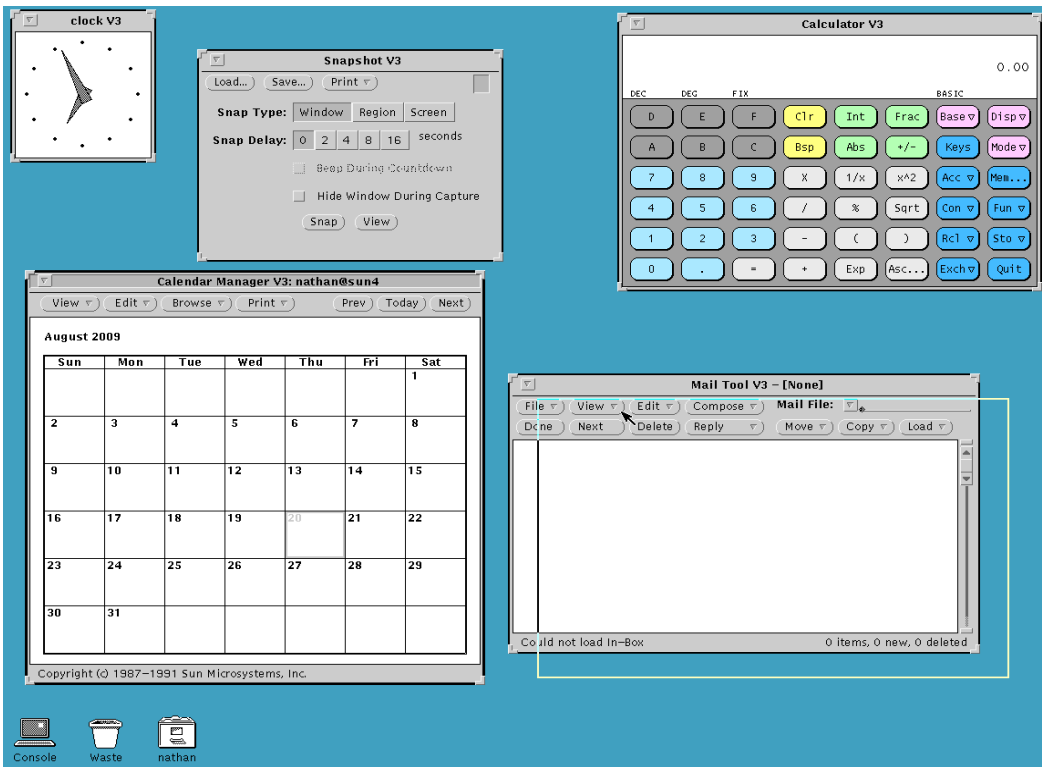 clock V3
Snapshot V3
Load...) Save...) Print
Snap Type: Window Region Screen
Snap Delay: 0 2 4 8 16 seconds
Beep During Countdown
Hide Window During Capture
Snap View
Calculator V3
0.00
DEC DEG FIX BASIC
D E F Clr Int Frac Base Disp
A B C Bsp Abs +/- Keys Mode
7 8 9 X 1/x x^2 Acc Mem...
4 5 6 / % Sqrt Con Fun
1 2 3 - ( ) Rcl Sto
0 . = + Exp Asc... Exch Quit
Calendar Manager V3: nathan@sun4
View Edit Browse Print Prev Today Next
August 2009
Sun Mon Tue Wed Thu Fri Sat
1
2 3 4 5 6 7 8
9 10 11 12 13 14 15
16 17 18 19 20 21 22
23 24 25 26 27 28 29
30 31
Copyright (c) 1987-1991 Sun Microsystems, Inc.
Mail Tool V3 - [None]
File View Edit Compose Mail File:
Done Next Delete Reply Move Copy Load
Could not load In-Box 0 items, 0 new, 0 deleted
Console Waste nathan